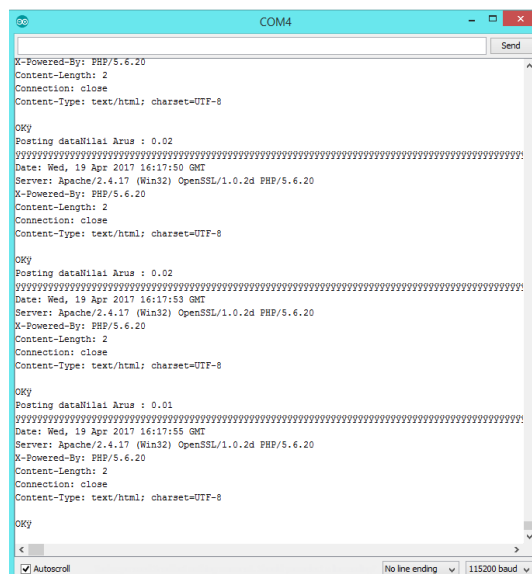 COM4
Send
X-Powered-By: PHP/5.6.20
Content-Length: 2
Connection: close
Content-Type: text/html; charset=UTF-8
OKÿ
Posting dataNilai Arus : 0.02
Date: Wed, 19 Apr 2017 16:17:50 GMT
Server: Apache/2.4.17 (Win32) OpenSSL/1.0.2d PHP/5.6.20
X-Powered-By: PHP/5.6.20
Content-Length: 2
Connection: close
Content-Type: text/html; charset=UTF-8
OKÿ
Posting dataNilai Arus : 0.02
Date: Wed, 19 Apr 2017 16:17:53 GMT
Server: Apache/2.4.17 (Win32) OpenSSL/1.0.2d PHP/5.6.20
X-Powered-By: PHP/5.6.20
Content-Length: 2
Connection: close
Content-Type: text/html; charset=UTF-8
OKÿ
Posting dataNilai Arus : 0.01
Date: Wed, 19 Apr 2017 16:17:55 GMT
Server: Apache/2.4.17 (Win32) OpenSSL/1.0.2d PHP/5.6.20
X-Powered-By: PHP/5.6.20
Content-Length: 2
Connection: close
Content-Type: text/html; charset=UTF-8
OKÿ
Autoscroll
No line ending
115200 baud